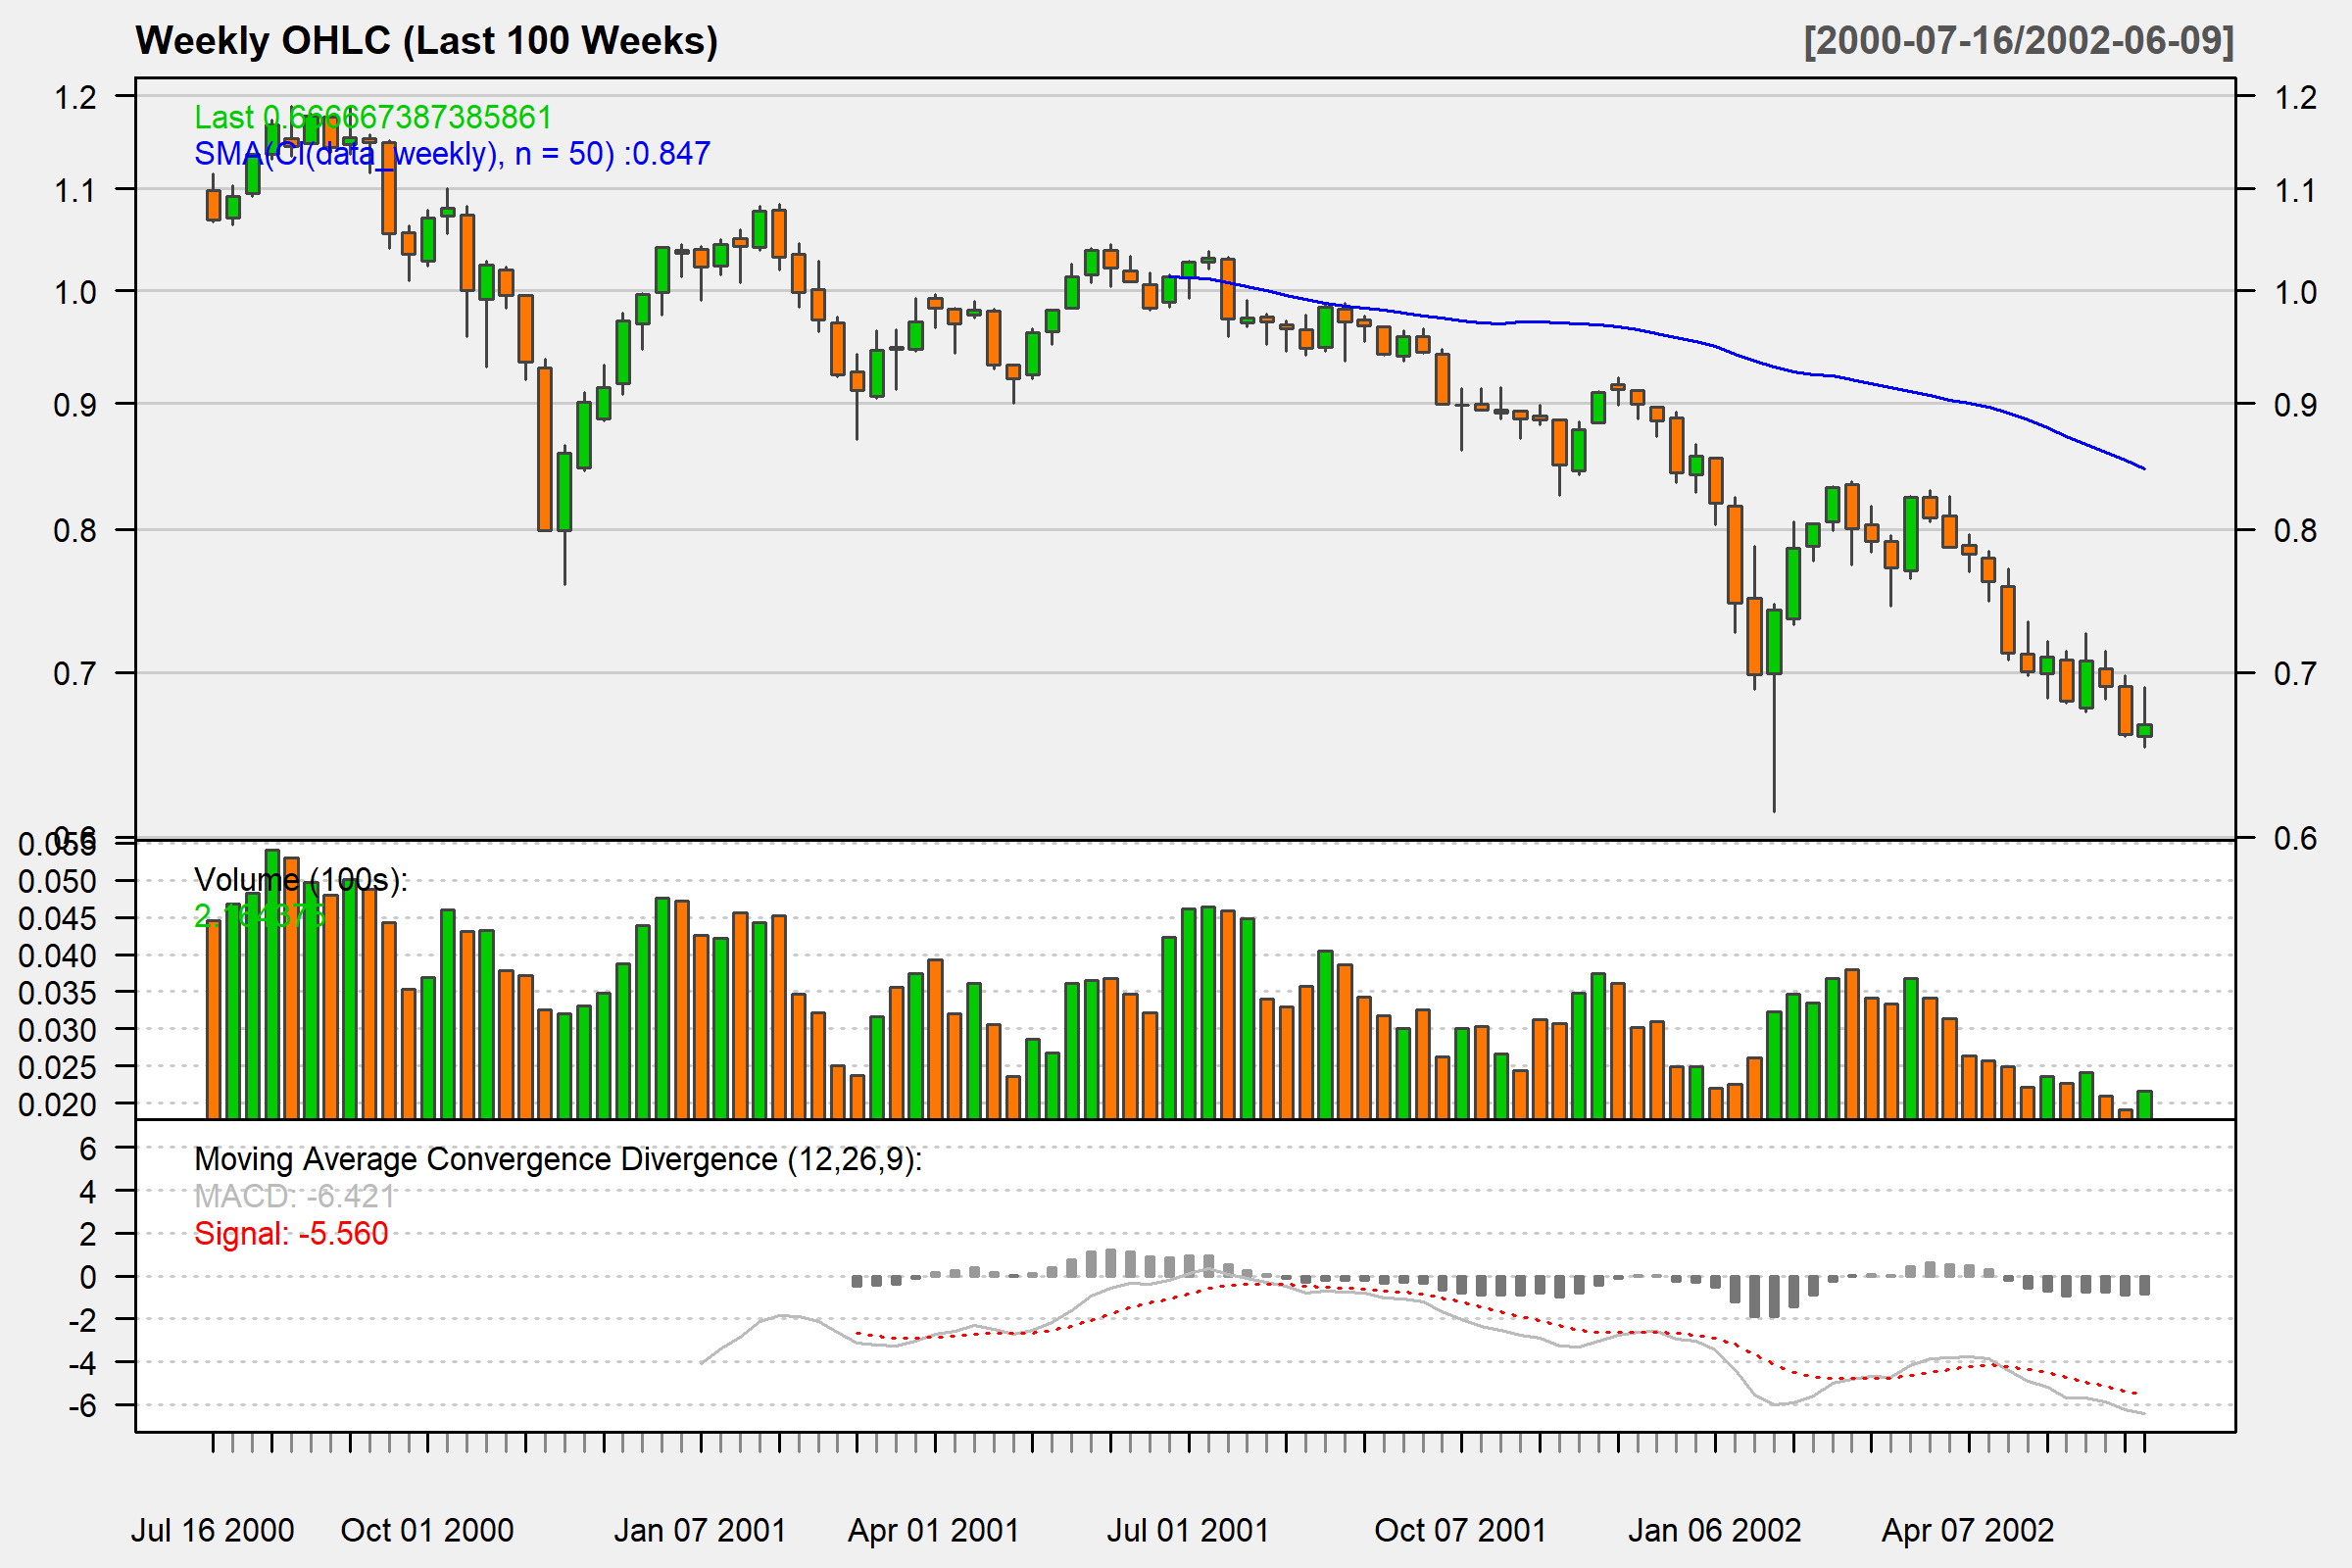 Weekly OHLC (Last 100 Weeks)
[2000-07-16/2002-06-09]
Last 0.666667387385861
SMA(Cl(data_weekly), n = 50) :0.847
1.2 1.2
1.1 1.1
1.0 1.0
0.9 0.9
0.8 0.8
0.7 0.7
0.6 0.6
0.055
Volume (100s):
0.050
0.045
0.040
0.035
0.030
0.025
0.020
Moving Average Convergence Divergence (12,26,9):
MACD: -6.421
Signal: -5.560
6
4
2
0
-2
-4
-6
Jul 16 2000 Oct 01 2000 Jan 07 2001 Apr 01 2001 Jul 01 2001 Oct 07 2001 Jan 06 2002 Apr 07 2002